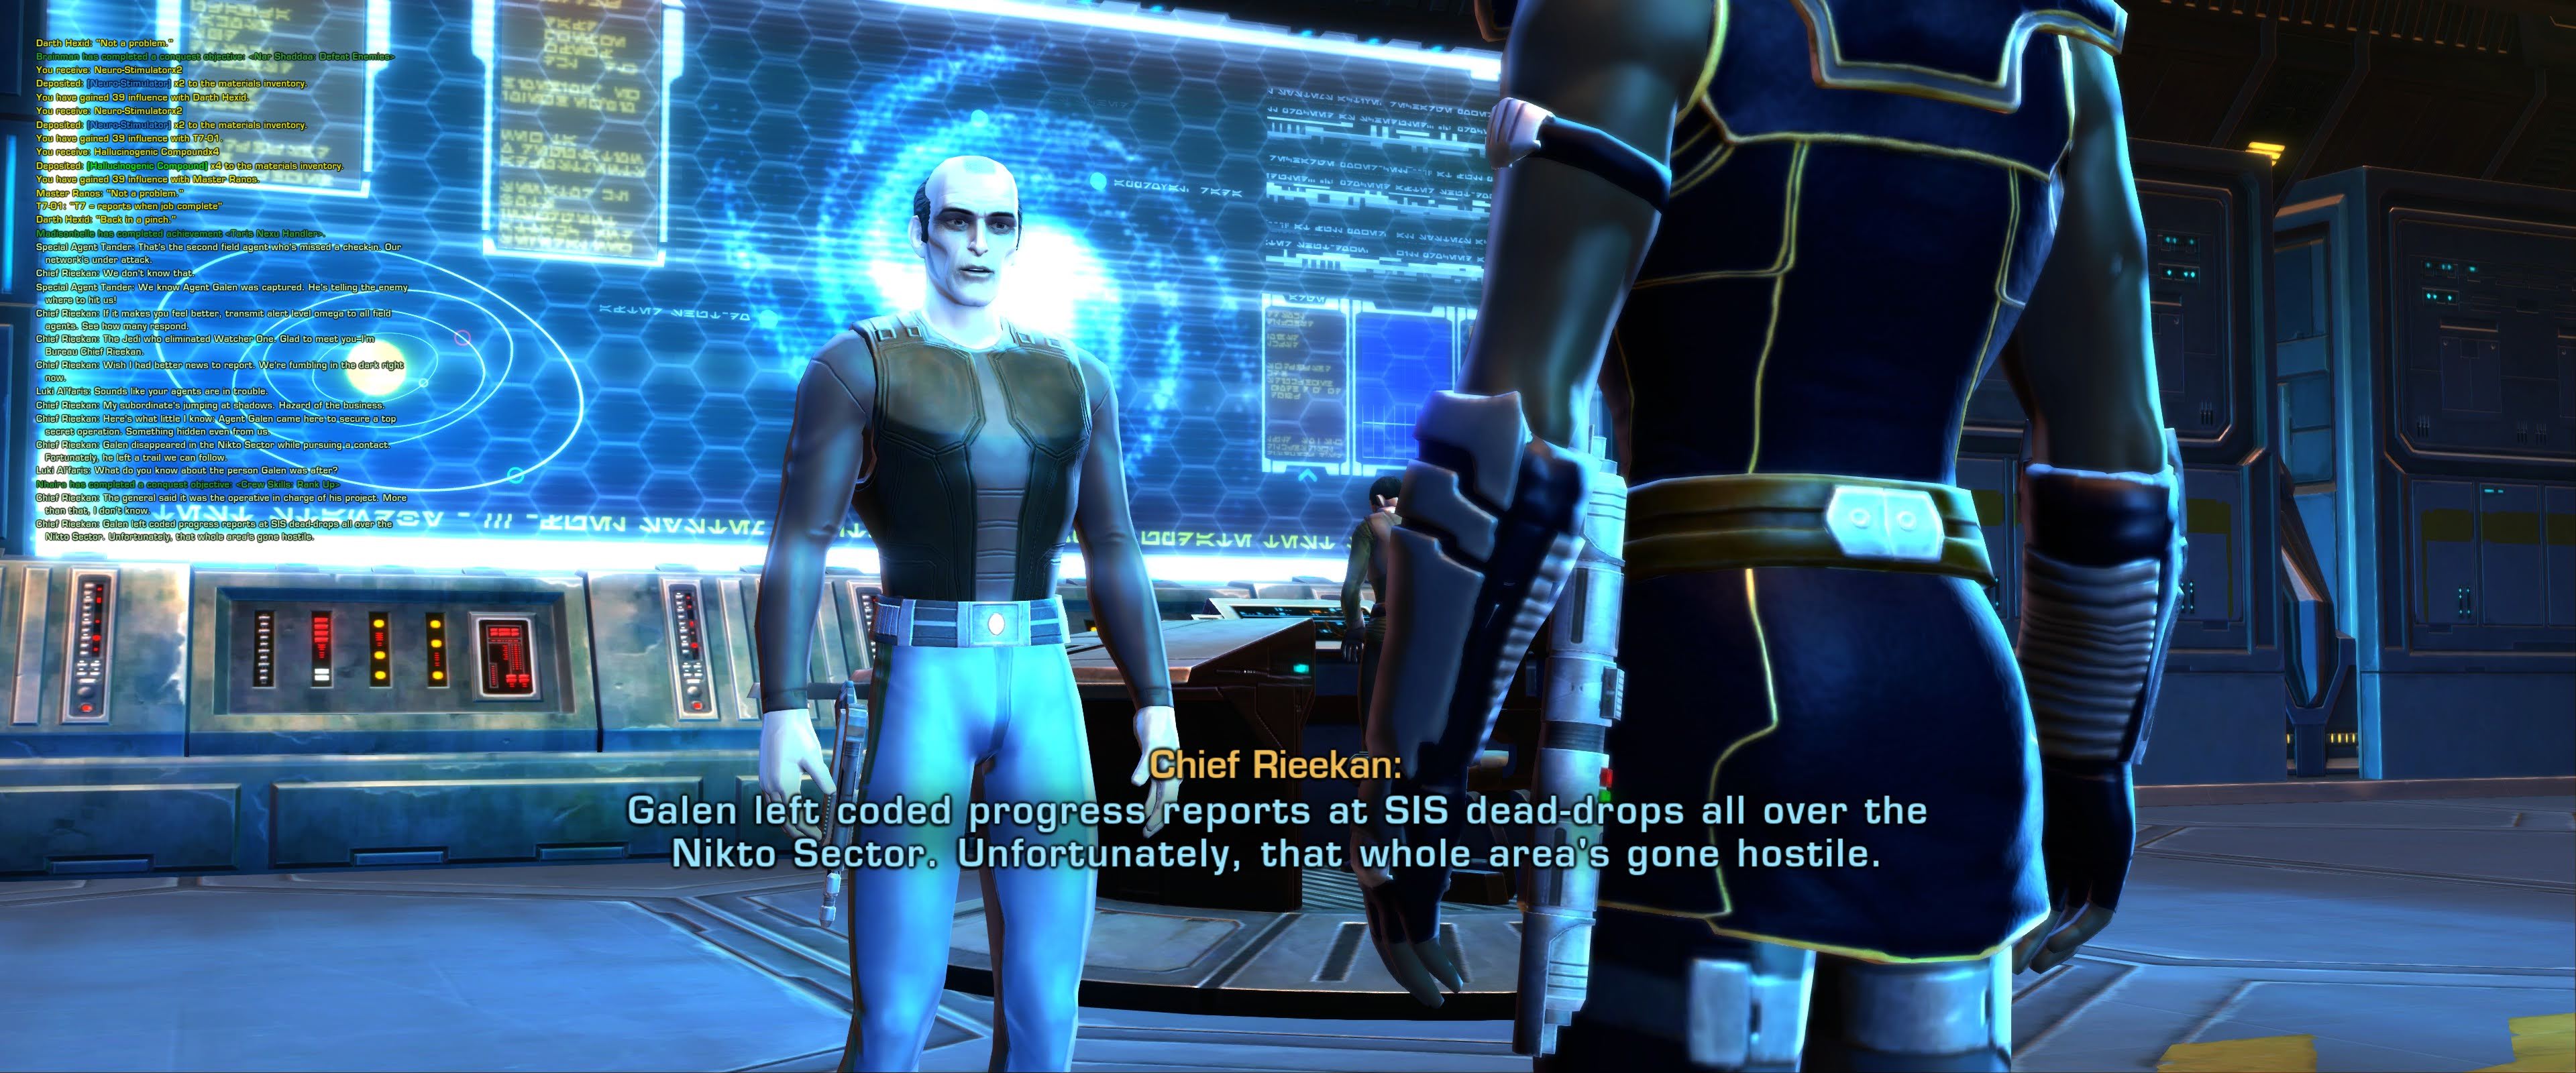 Darth Hexid: "Not a problem."
Breinman has completed a conquest objective: <Nar Shaddaa: Defeat Enemies>
You receive: Neuro-Stimulatorx2
Deposited: [Neuro-Stimulator] x2 to the materials inventory.
You have gained 39 influence with Darth Hexid.
You receive: Neuro-Stimulatorx2
Deposited: [Neuro-Stimulator] x2 to the materials inventory.
You have gained 39 influence with T7-01.
You receive: Hallucinogenic Compoundx4
Deposited: [Hallucinogenic Compound] x4 to the materials inventory.
You have gained 39 influence with Master Ranos.
Master Ranos: "Not a problem."
T7-01: "T7 = reports when job complete"
Darth Hexid: "Back in a pinch."
Madisonbelle has completed achievement <Taris Nexu Handler>.
Special Agent Tander: That's the second field agent who's missed a check-in. Our
network's under attack.
Chief Rieekan: We don't know that.
Special Agent Tander: We know Agent Galen was captured. He's telling the enemy
where to hit us!
Chief Rieekan: If it makes you feel better, transmit alert level omega to all field
agents. See how many respond.
Chief Rieekan: The Jedi who eliminated Watcher One. Glad to meet you–I'm
Bureau Chief Rieekan.
Chief Rieekan: Wish I had better news to report. We're fumbling in the dark right
now.
Luki Al'faris: Sounds like your agents are in trouble.
Chief Rieekan: My subordinate's jumping at shadows. Hazard of the business.
Chief Rieekan: Here's what little I know: Agent Galen came here to secure a top
secret operation. Something hidden even from us.
Chief Rieekan: Galen disappeared in the Nikto Sector while pursuing a contact.
Fortunately, he left a trail we can follow.
Luki Al'faris: What do you know about the person Galen was after?
Nhaira has completed a conquest objective: <Crew Skills: Rank Up>
Chief Rieekan: The general said it was the operative in charge of his project. More
than that, I don't know.
Chief Rieekan: Galen left coded progress reports at SIS dead-drops all over the
Nikto Sector. Unfortunately, that whole area's gone hostile.
Chief Rieekan:
Galen left coded progress reports at SIS dead-drops all over the
Nikto Sector. Unfortunately, that whole area's gone hostile.